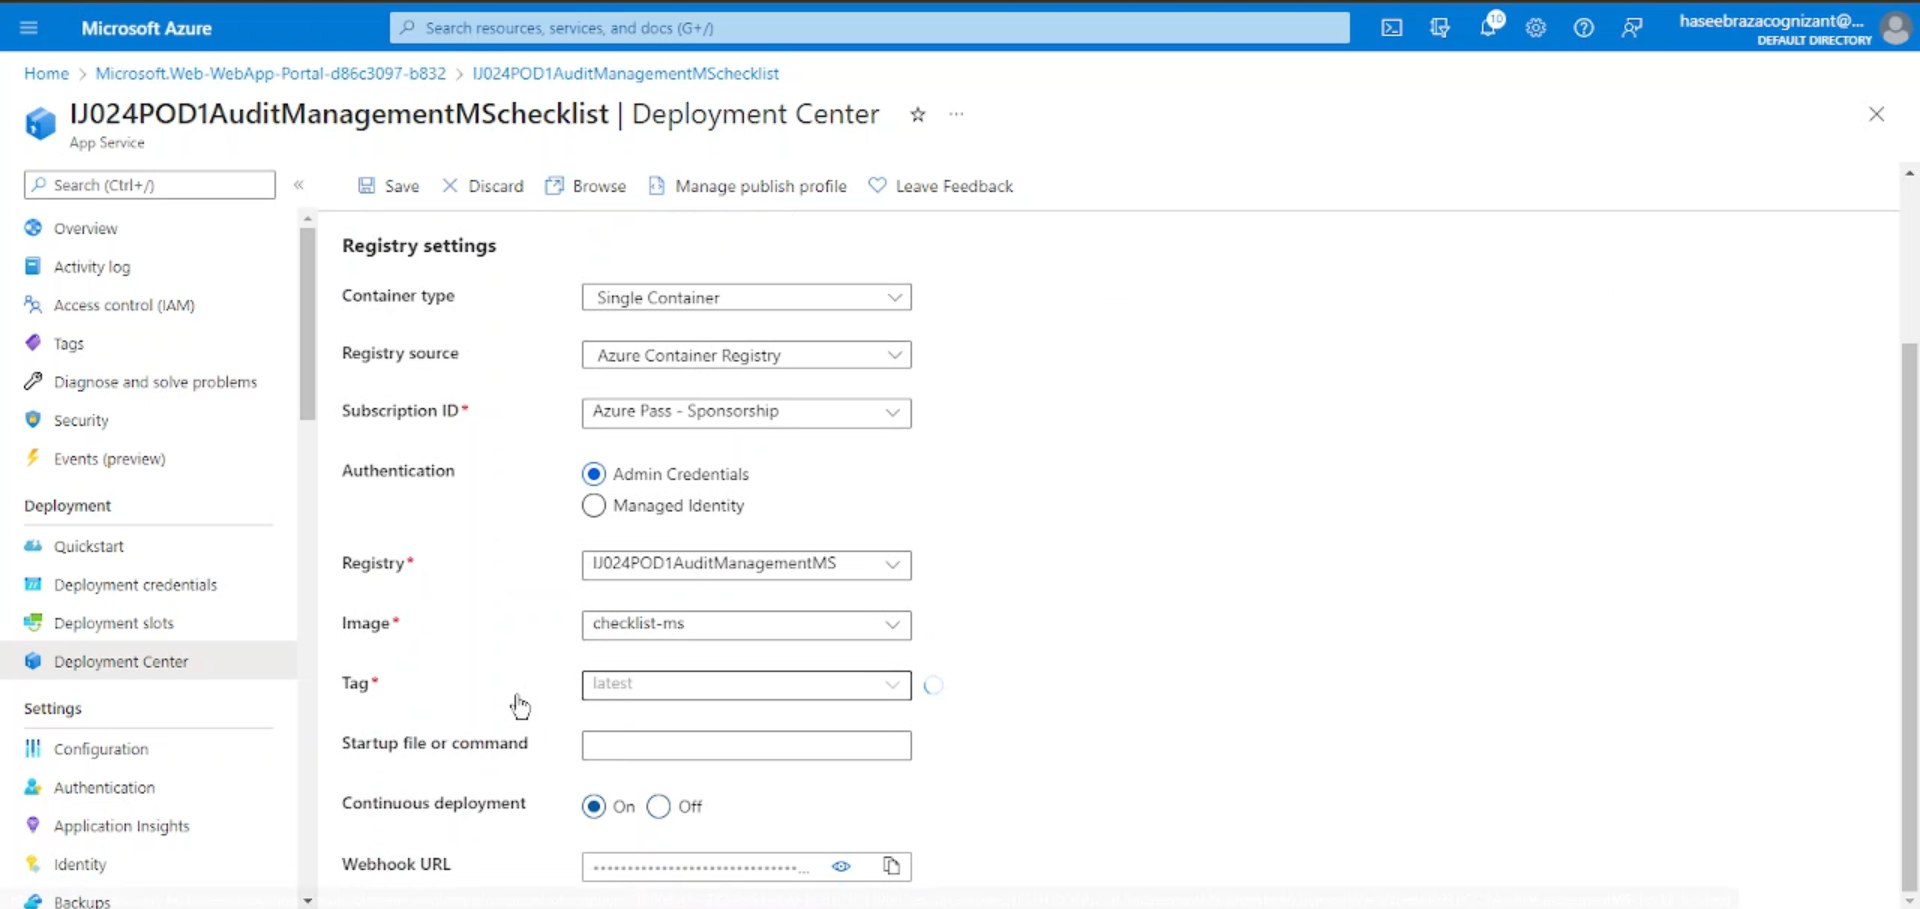 Microsoft Azure
Search resources, services, and docs (G+/)
10
haseebrazacognizant@...
DEFAULT DIRECTORY
Home > Microsoft.Web-WebApp-Portal-d86c3097-b832 > IJ024POD1AuditManagementMSchecklist
IJ024POD1AuditManagementMSchecklist | Deployment Center
App Service
Search (Ctrl+/)
Save
Discard
Browse
Manage publish profile
Leave Feedback
Overview
Activity log
Access control (IAM)
Tags
Diagnose and solve problems
Security
Events (preview)
Deployment
Quickstart
Deployment credentials
Deployment slots
Deployment Center
Settings
Configuration
Authentication
Application Insights
Identity
Backups
Registry settings
Container type
Single Container
Registry source
Azure Container Registry
Subscription ID*
Azure Pass - Sponsorship
Authentication
Admin Credentials
Managed Identity
Registry*
IJ024POD1AuditManagementMS
Image*
checklist-ms
Tag*
latest
Startup file or command
Continuous deployment
On
Off
Webhook URL